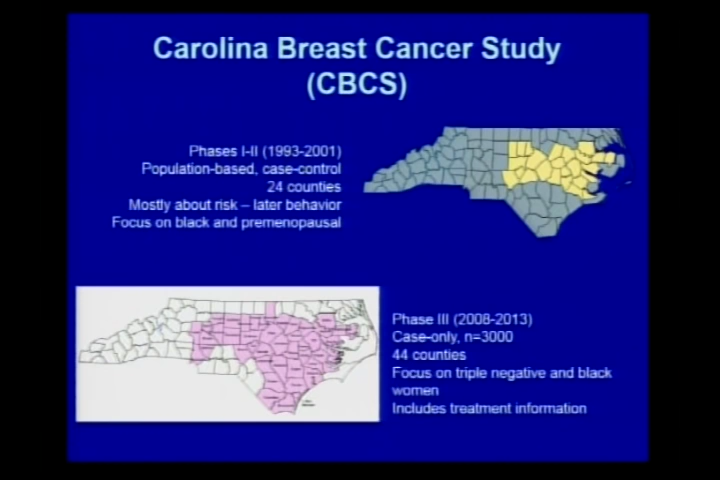 Carolina Breast Cancer Study
(CBCS)
Phases I-II (1993-2001)
Population-based, case-control
24 counties
Mostly about risk – later behavior
Focus on black and premenopausal
Phase III (2008-2013)
Case-only, n=3000
44 counties
Focus on triple negative and black
women
Includes treatment information